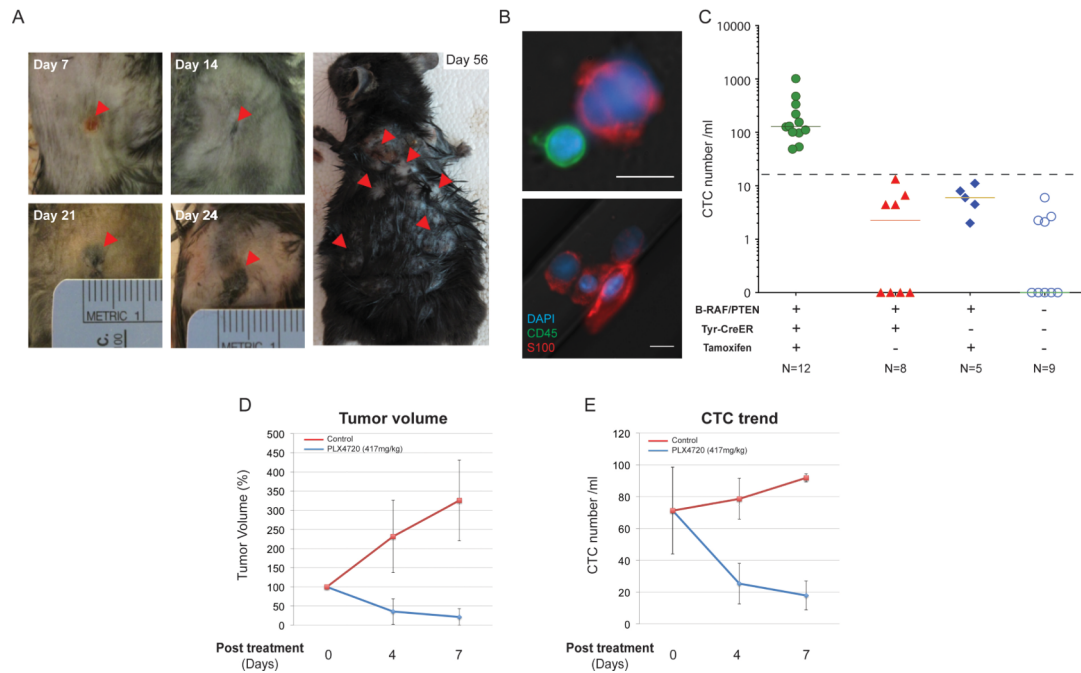 A
Day 7
Day 14
Day 56
Day 21
Day 24
METRIC 1
C.
00
METRIC 1
B
DAPI
CD45
S100
C
CTC number /ml
1000
100
10
1
0
B-RAF/PTEN + + + -
Tyr-CreER + + - -
Tamoxifen + - + -
N=12 N=8 N=5 N=9
D
Tumor volume
Control
PLX4720 (417mg/kg)
Tumor Volume (%)
500
450
400
350
300
250
200
150
100
50
0
Post treatment 0 4 7
(Days)
E
CTC trend
Control
PLX4720 (417mg/kg)
CTC number /ml
120
100
80
60
40
20
0
Post treatment 0 4 7
(Days)